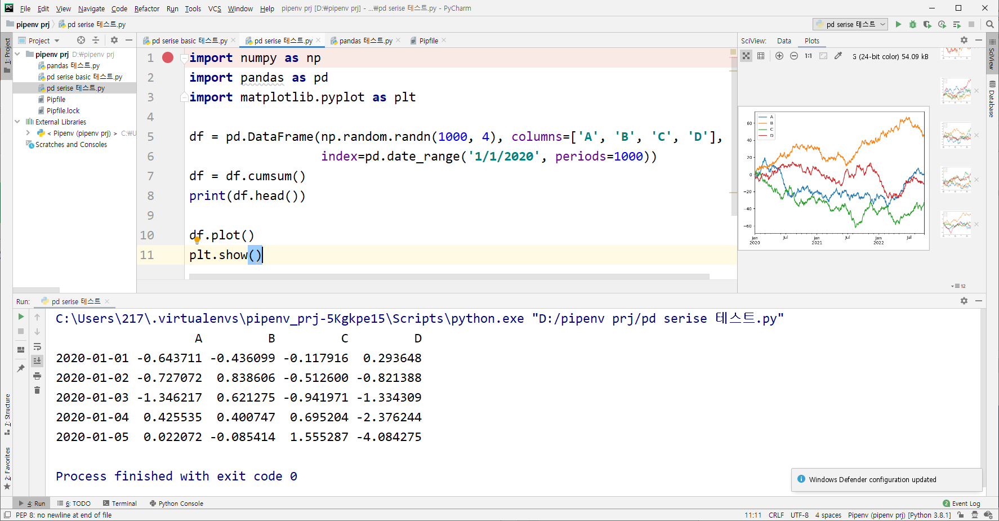 File Edit View Navigate Code Refactor Run Tools VCS Window Help pipenv prj [D:₩pipenv prj] - ...₩pd serise 테스트.py - PyCharm
pipenv prj pd serise 테스트.py pd serise 테스트
Project pd serise basic 테스트.py pd serise 테스트.py pandas 테스트.py Pipfile SciView: Data Plots
1: Project
pipenv prj D:₩pipenv prj
pandas 테스트.py
pd serise basic 테스트.py
pd serise 테스트.py
Pipfile
Pipfile.lock
External Libraries
< Pipenv (pipenv prj) > C:₩U
Scratches and Consoles
1 import numpy as np
2 import pandas as pd
3 import matplotlib.pyplot as plt
4
5 df = pd.DataFrame(np.random.randn(1000, 4), columns=['A', 'B', 'C', 'D'],
6 index=pd.date_range('1/1/2020', periods=1000))
7 df = df.cumsum()
8 print(df.head())
9
10 df.plot()
11 plt.show()
1:1 G (24-bit color) 54.09 kB
A
B
C
D
60
40
20
0
−20
−40
−60
Jan Jul Jan Jul Jan Jul
2020 2021 2022
12
SciView
Database
Run: pd serise 테스트
C:\Users\217\.virtualenvs\pipenv_prj-5Kgkpe15\Scripts\python.exe "D:/pipenv prj/pd serise 테스트.py"
A B C D
2020-01-01 -0.643711 -0.436099 -0.117916 0.293648
2020-01-02 -0.727072 0.838606 -0.512600 -0.821388
2020-01-03 -1.346217 0.621275 -0.941971 -1.334309
2020-01-04 0.425535 0.400747 0.695204 -2.376244
2020-01-05 0.022072 -0.085414 1.555287 -4.084275
Process finished with exit code 0
7: Structure
2: Favorites
Windows Defender configuration updated
4: Run 6: TODO Terminal Python Console 2 Event Log
PEP 8: no newline at end of file 11:11 CRLF UTF-8 4 spaces Pipenv (pipenv prj) [Python 3.8.1]